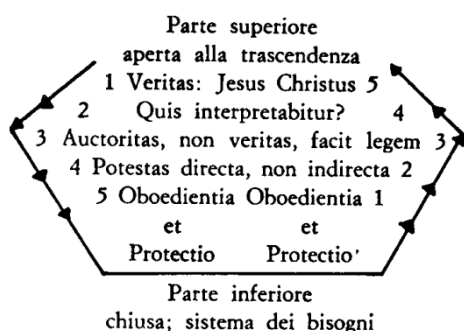 Parte superiore
aperta alla trascendenza
1 Veritas: Jesus Christus 5
2 Quis interpretabitur? 4
3 Auctoritas, non veritas, facit legem 3
4 Potestas directa, non indirecta 2
5 Oboedientia Oboedientia 1
et et
Protectio Protectio'
Parte inferiore
chiusa; sistema dei bisogni